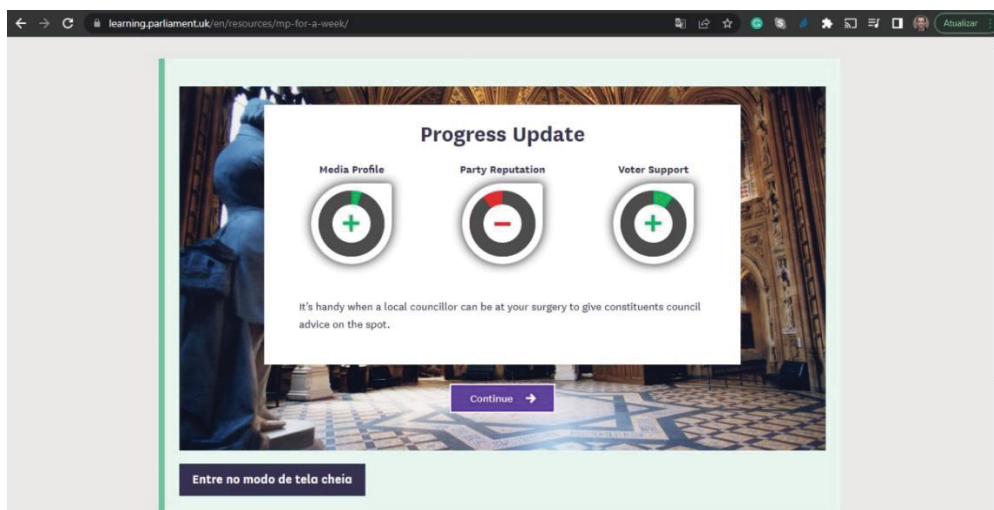 learning.parliament.uk/en/resources/mp-for-a-week/
Atualizar
Progress Update
Media Profile
Party Reputation
Voter Support
It's handy when a local councillor can be at your surgery to give constituents council
advice on the spot.
Continue →
Entre no modo de tela cheia